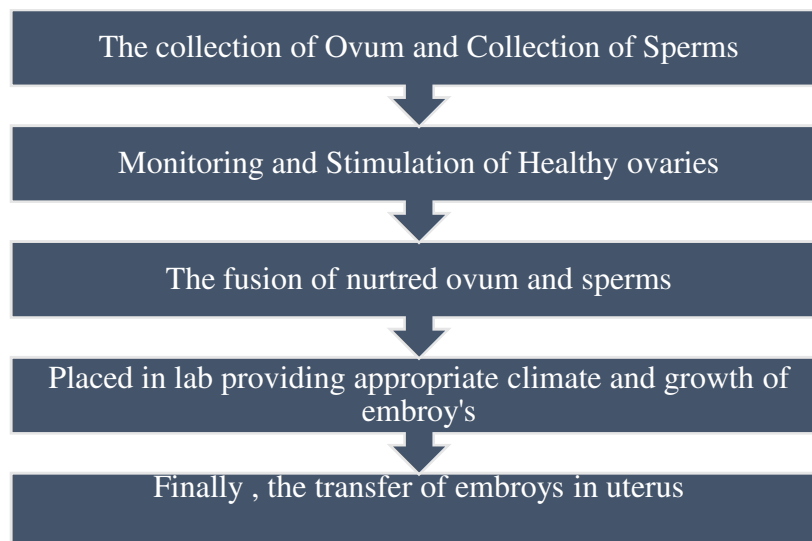 The collection of Ovum and Collection of Sperms
Monitoring and Stimulation of Healthy ovaries
The fusion of nurtred ovum and sperms
Placed in lab providing appropriate climate and growth of
embroy's
Finally , the transfer of embroys in uterus